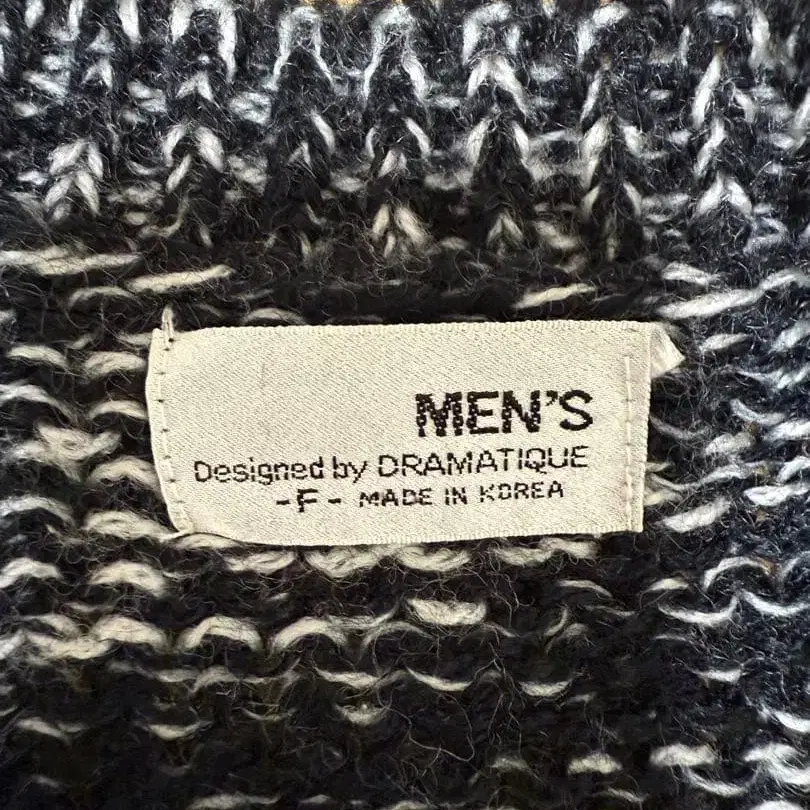 MEN'S
Designed by DRAMATIQUE
-F- MADE IN KOREA